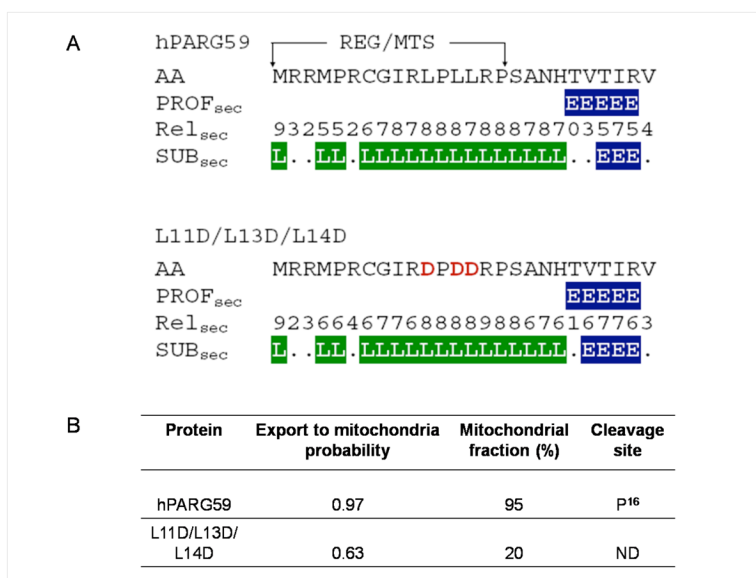 A
hPARG59 REG/MTS
AA MRRMPRCGIRLPLLRPSANHTVTIRV
PROFsec EEEEE
Relsec 93255267878887888787035754
SUBsec L..LL.LLLLLLLLLLLLLL..EEE.
L11D/L13D/L14D
AA MRRMPRCGIRDPDDRPSANHTVTIRV
PROFsec EEEEE
Relsec 92366467768888988676167763
SUBsec L..LL.LLLLLLLLLLLLLL.EEEE.
B
Protein Export to mitochondria probability Mitochondrial fraction (%) Cleavage site
hPARG59 0.97 95 P16
L11D/L13D/L14D 0.63 20 ND